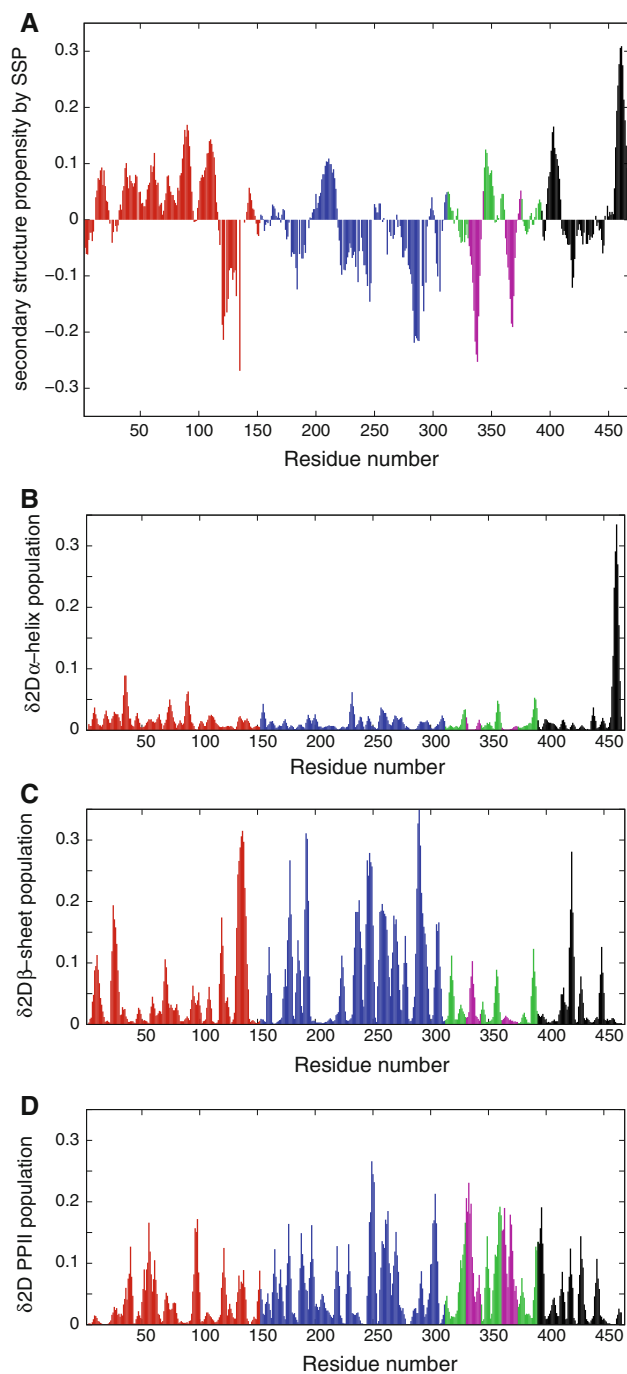 A
secondary structure propensity by SSP
0.3
0.2
0.1
0
−0.1
−0.2
−0.3
50 100 150 200 250 300 350 400 450
Residue number
B
δ2Dα−helix population
0.3
0.2
0.1
0
50 100 150 200 250 300 350 400 450
Residue number
C
δ2Dβ−sheet population
0.3
0.2
0.1
0
50 100 150 200 250 300 350 400 450
Residue number
D
δ2D PPII population
0.3
0.2
0.1
0
50 100 150 200 250 300 350 400 450
Residue number